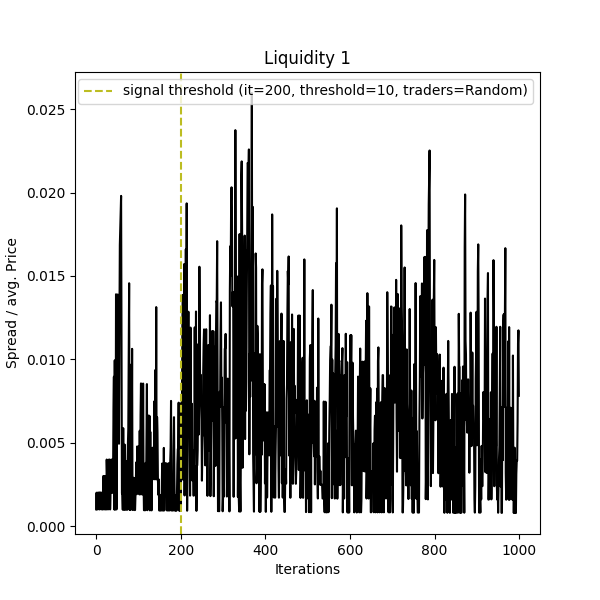 Liquidity 1
signal threshold (it=200, threshold=10, traders=Random)
Spread / avg. Price
0.025
0.020
0.015
0.010
0.005
0.000
0 200 400 600 800 1000
Iterations